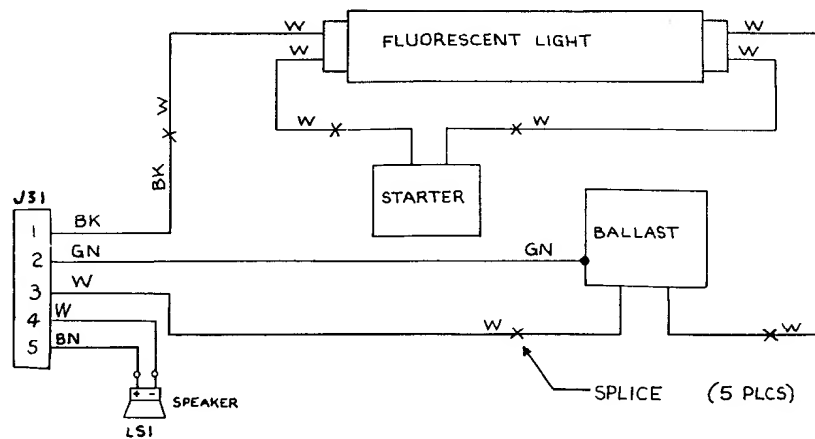 W
W
W
W
FLUORESCENT LIGHT
W
W
W
W
STARTER
BK
J31
1
BK
2
GN
GN
BALLAST
3
W
4
W
5
BN
W
W
SPLICE (5 PLCS)
+ -
SPEAKER
LS1